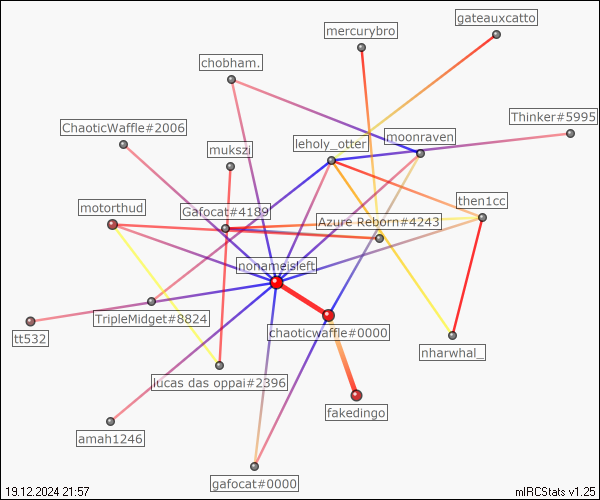 gateauxcatto
mercurybro
chobham.
Thinker#5995
ChaoticWaffle#2006
moonraven
leholy_otter
mukszi
then1cc
motorthud
Gafocat#4189
Azure Reborn#4243
nonameisleft
TripleMidget#8824
chaoticwaffle#0000
tt532
nharwhal_
lucas das oppai#2396
fakedingo
amah1246
gafocat#0000
19.12.2024 21:57
mIRCStats v1.25